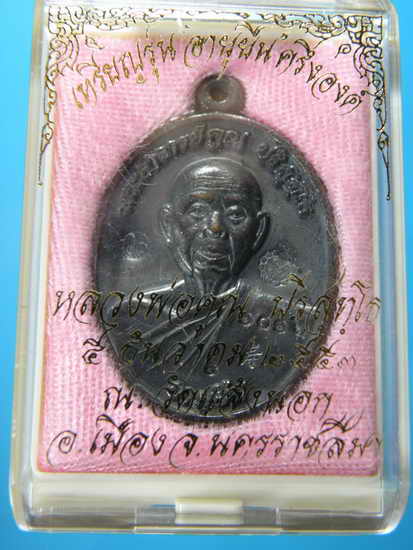 เหรียญรุ่น อายุยืน ครึ่งองค์
หลวงพ่อคูณ ปริสุทฺโธ
๕ ธันวาคม ๒๕๕๓
ณ. วัดแจ้งนอก
อ.เมือง จ.นครราชสีมา